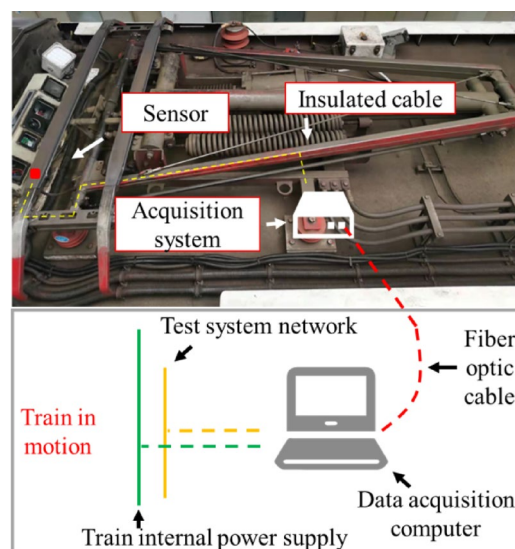 Sensor
Insulated cable
Acquisition
system
Test system network
Fiber
optic
cable
Train in
motion
Data acquisition
computer
Train internal power supply